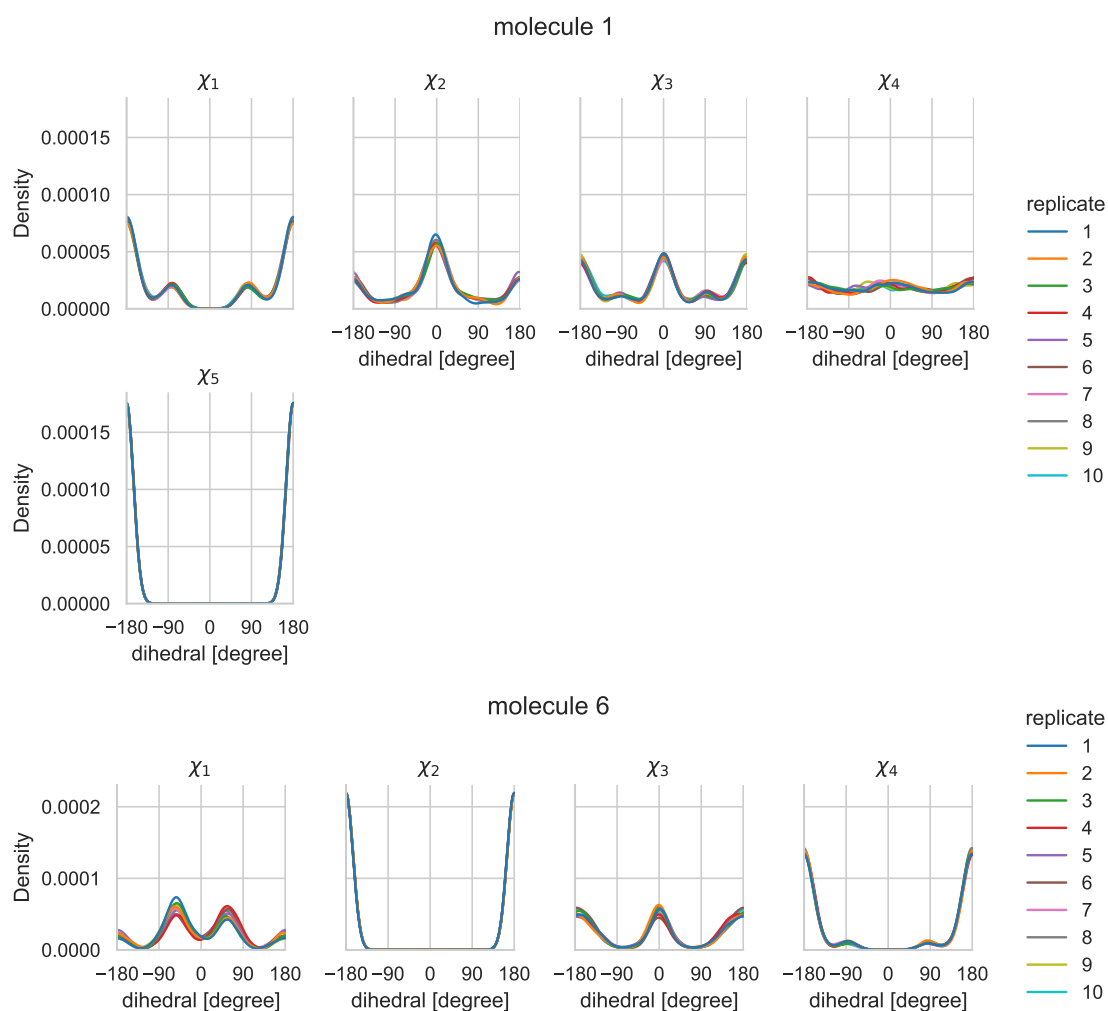 molecule 1
χ₁ χ₂ χ₃ χ₄
0.00015
0.00010
0.00005
0.00000
Density
−180 −90 0 90 180
dihedral [degree]
−180 −90 0 90 180
dihedral [degree]
−180 −90 0 90 180
dihedral [degree]
χ₅
0.00015
0.00010
0.00005
0.00000
Density
−180 −90 0 90 180
dihedral [degree]
replicate
1
2
3
4
5
6
7
8
9
10
molecule 6
χ₁ χ₂ χ₃ χ₄
0.0002
0.0001
0.0000
Density
−180 −90 0 90 180
dihedral [degree]
−180 −90 0 90 180
dihedral [degree]
−180 −90 0 90 180
dihedral [degree]
−180 −90 0 90 180
dihedral [degree]
replicate
1
2
3
4
5
6
7
8
9
10